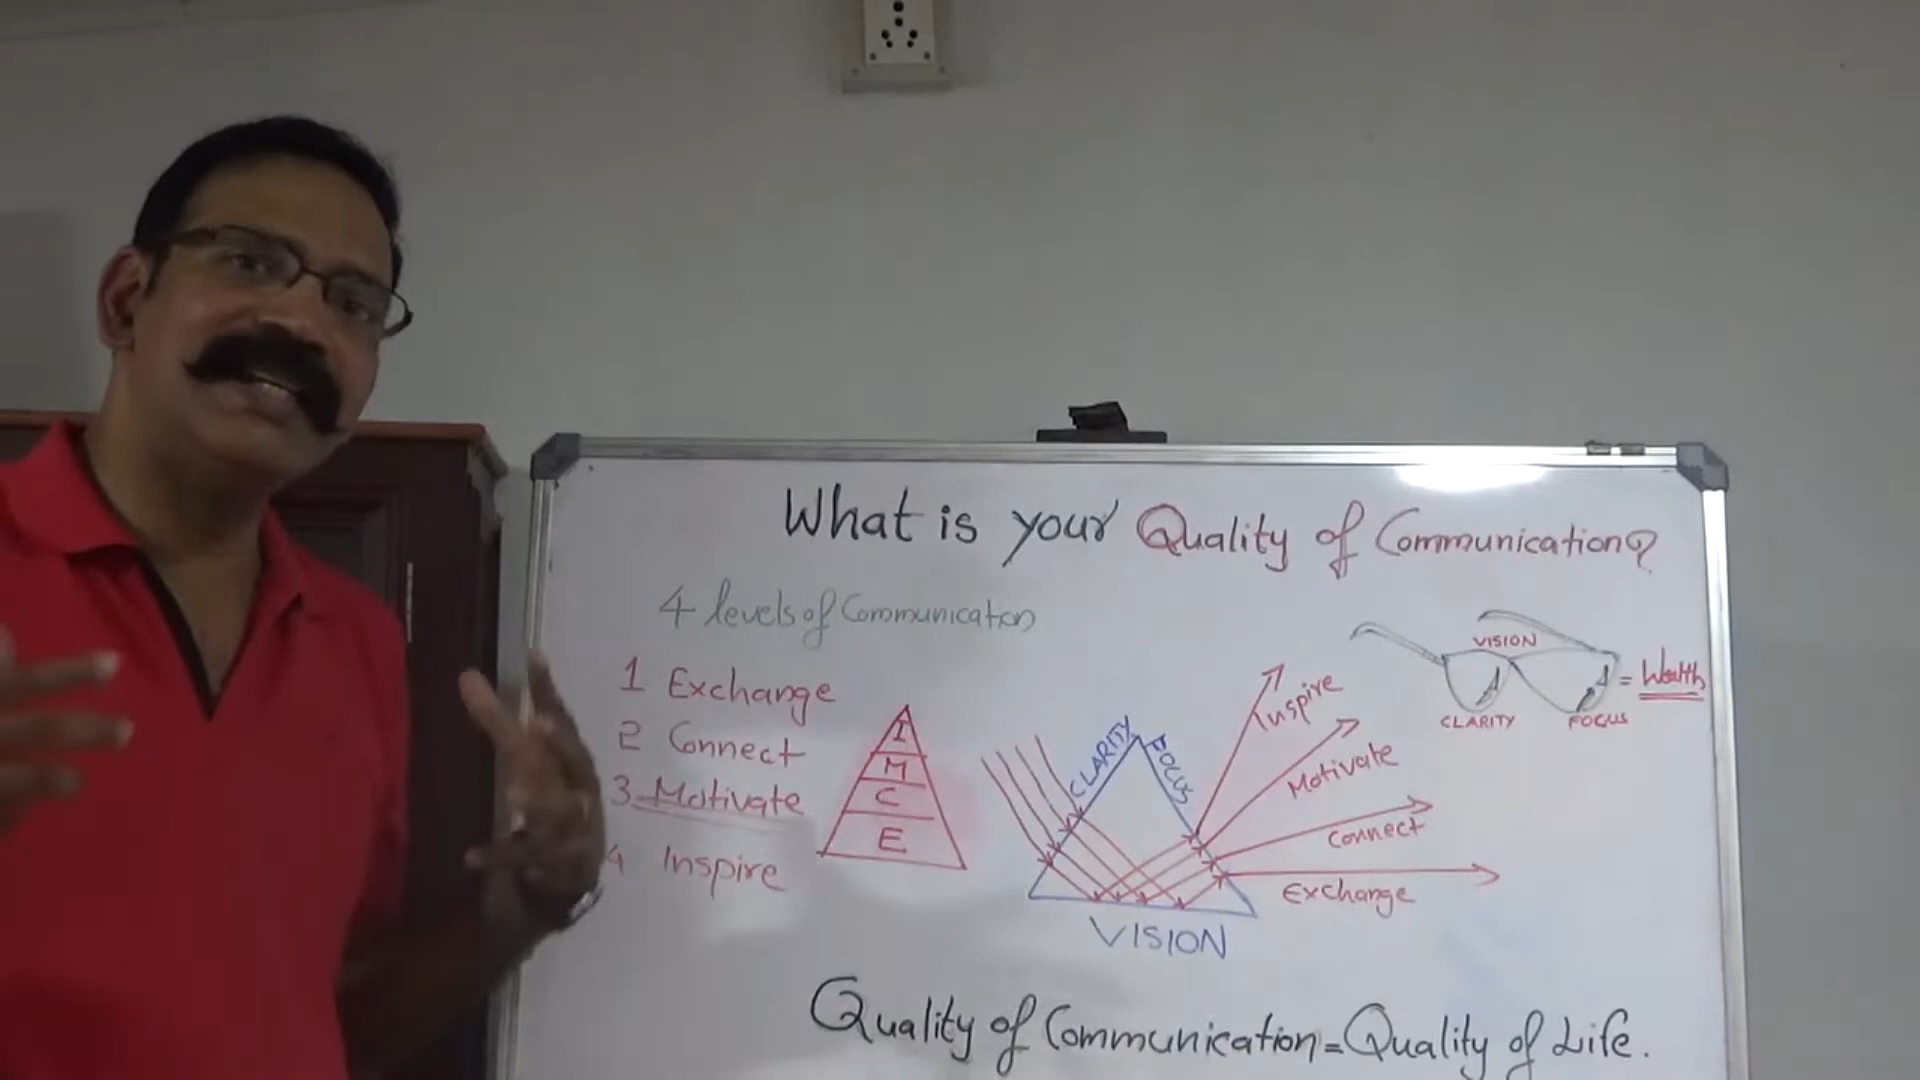 What is your Quality of Communication?
4 levels of Communication
1 Exchange
2 Connect
3 Motivate
4 Inspire
I
M
C
E
CLARITY
FOCUS
VISION
Inspire
Motivate
Connect
Exchange
VISION
CLARITY
FOCUS
= Wealth
Quality of Communication = Quality of Life.